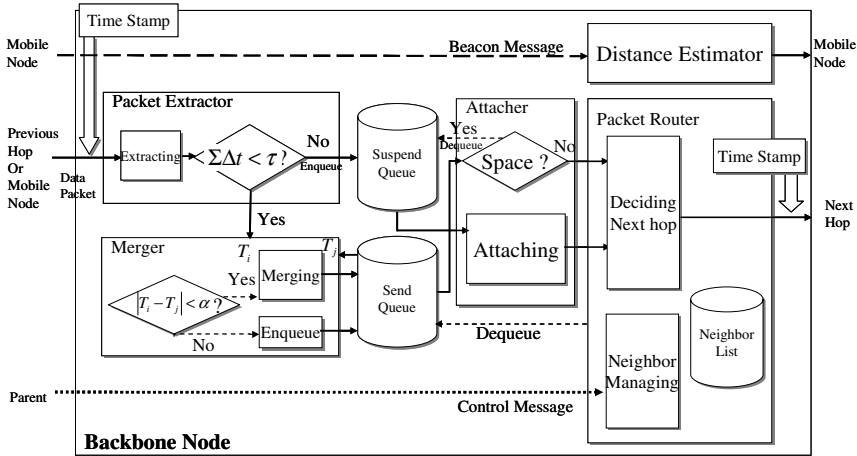 Time Stamp
Mobile
Node
Beacon Message
Distance Estimator
Mobile
Node
Packet Extractor
Attacher
Packet Router
Previous
Hop
Or
Mobile
Node
Data
Packet
Extracting
ΣΔt < τ ?
No
Enqueue
Suspend
Queue
Yes
Dequeue
Space ?
No
Time Stamp
Deciding
Next hop
Next
Hop
Yes
Attaching
Merger
T_i
T_j
|T_i − T_j| < α ?
Yes
Merging
No
Enqueue
Send
Queue
Dequeue
Neighbor
List
Neighbor
Managing
Parent
Control Message
Backbone Node